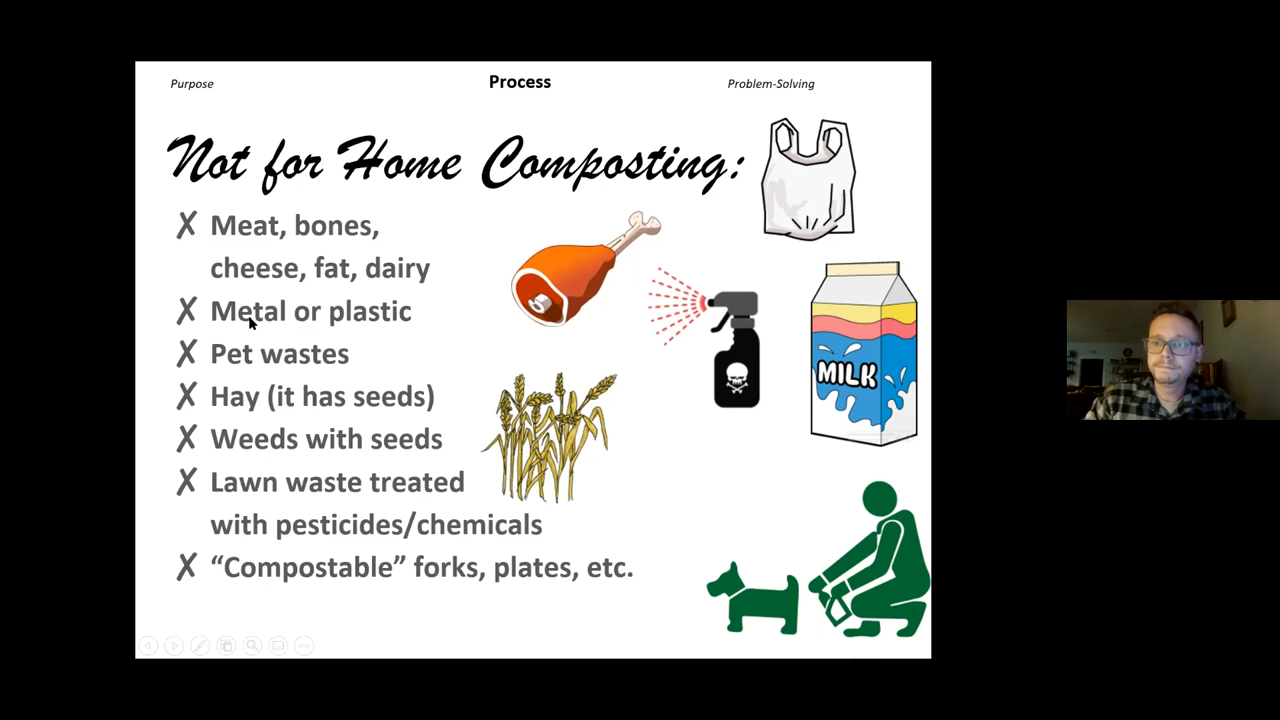 Purpose
Process
Problem-Solving
Not for Home Composting:
✗ Meat, bones,
cheese, fat, dairy
✗ Metal or plastic
✗ Pet wastes
✗ Hay (it has seeds)
✗ Weeds with seeds
✗ Lawn waste treated
with pesticides/chemicals
✗ “Compostable” forks, plates, etc.
MILK